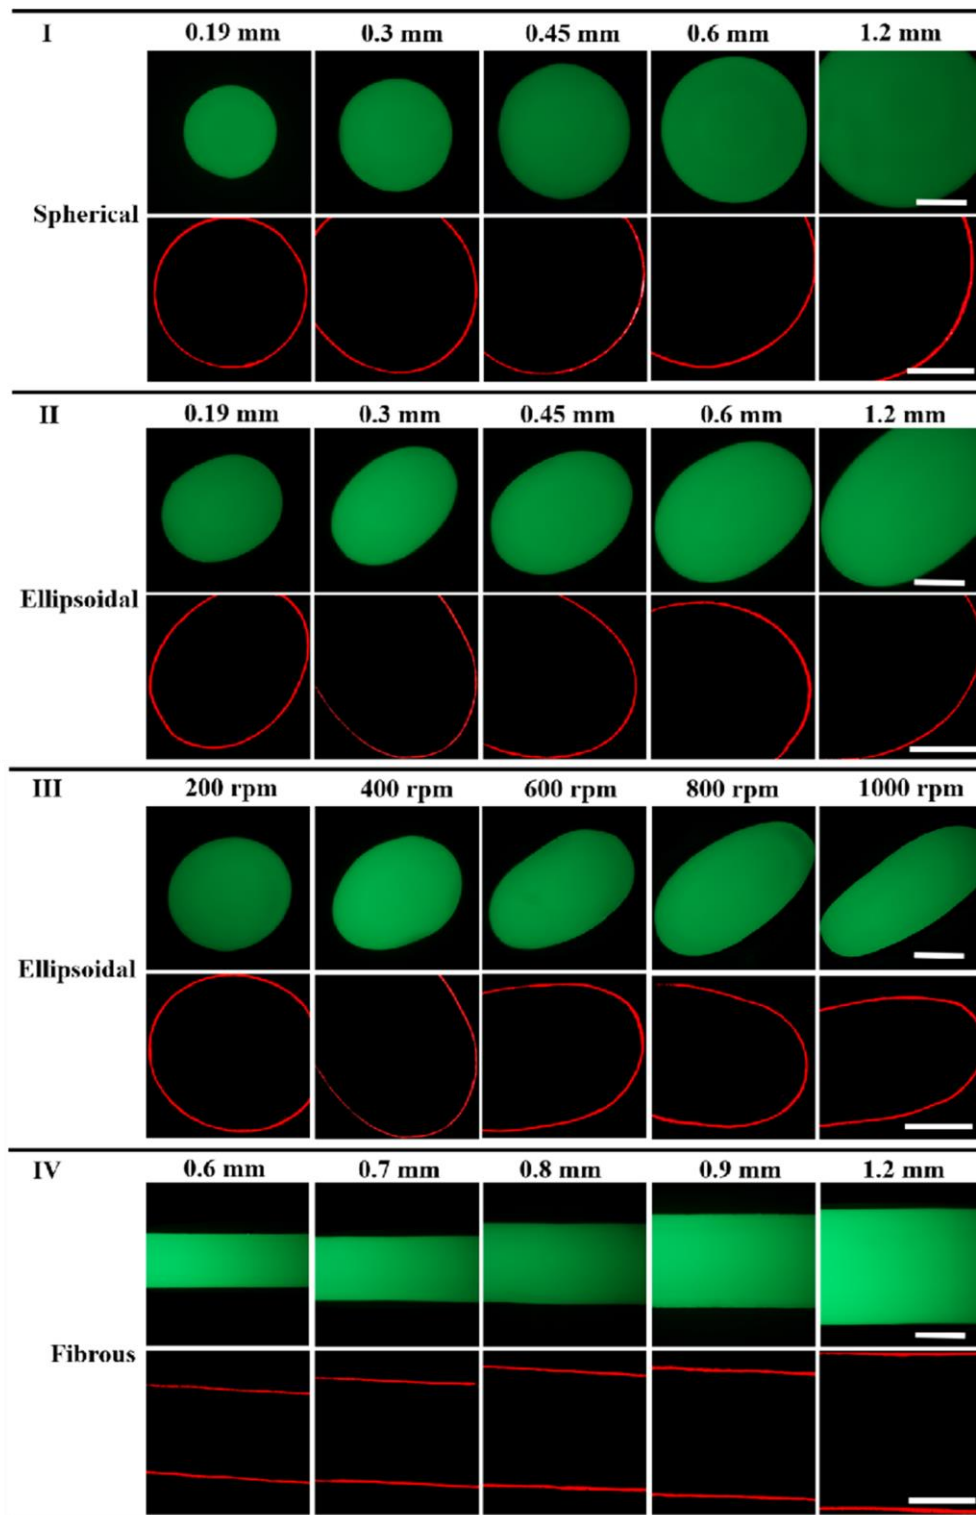 I 0.19 mm 0.3 mm 0.45 mm 0.6 mm 1.2 mm
Spherical
II 0.19 mm 0.3 mm 0.45 mm 0.6 mm 1.2 mm
Ellipsoidal
III 200 rpm 400 rpm 600 rpm 800 rpm 1000 rpm
Ellipsoidal
IV 0.6 mm 0.7 mm 0.8 mm 0.9 mm 1.2 mm
Fibrous